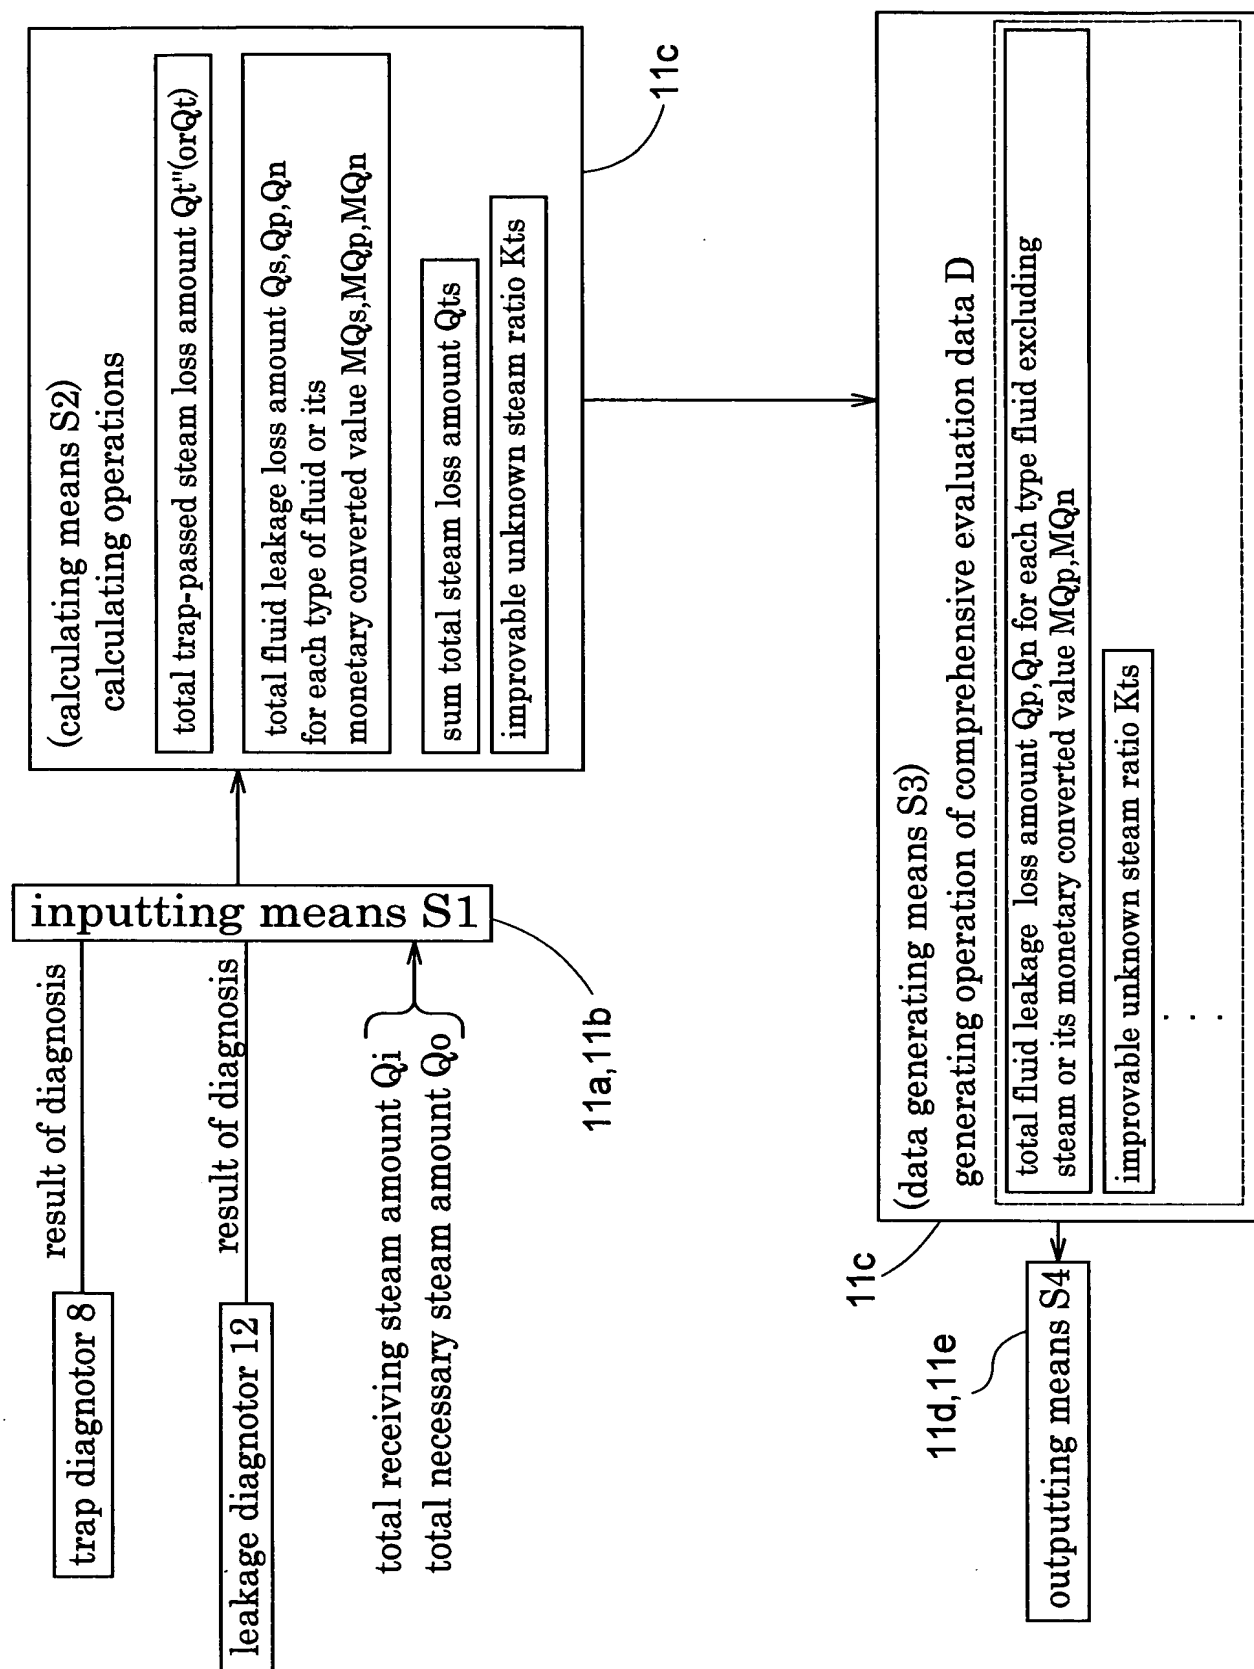 trap diagnotor 8
result of diagnosis
leakage diagnotor 12
result of diagnosis
total receiving steam amount Qi
total necessary steam amount Qo
inputting means S1
11a,11b
(calculating means S2)
calculating operations
total trap-passed steam loss amount Qt"(orQt)
total fluid leakage loss amount Qs,Qp,Qn
for each type of fluid or its
monetary converted value MQs,MQp,MQn
sum total steam loss amount Qts
improvable unknown steam ratio Kts
11c
(data generating means S3)
generating operation of comprehensive evaluation data D
total fluid leakage loss amount Qp,Qn for each type fluid excluding
steam or its monetary converted value MQp,MQn
improvable unknown steam ratio Kts
. . .
11c
outputting means S4
11d,11e